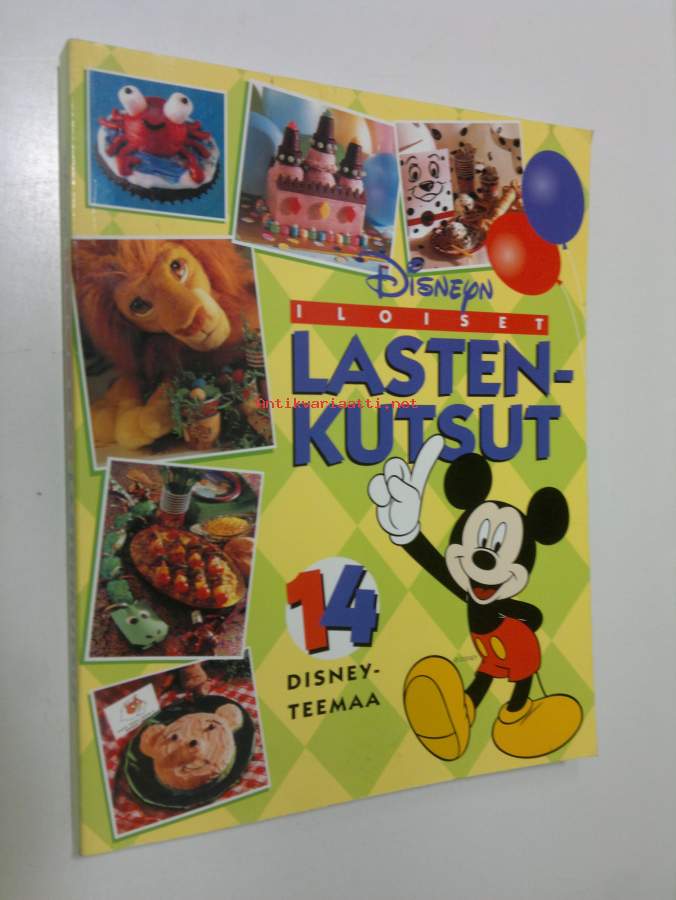 DISNEYN
ILOISET
LASTEN-
KUTSUT
Antikvariaatti.net
14
DISNEY-
TEEMAA